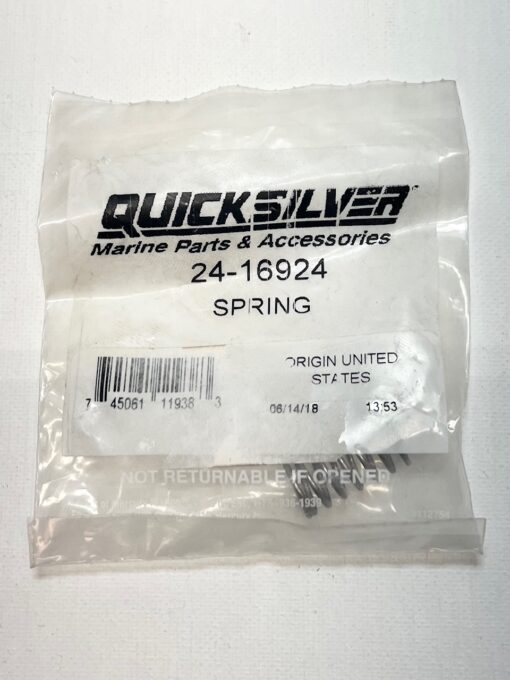 QUICKSILVER
Marine Parts & Accessories
24-16924
SPRING
ORIGIN UNITED
STATES
7 45061 11938 3
06/14/18 13:53
NOT RETURNABLE IF OPENED